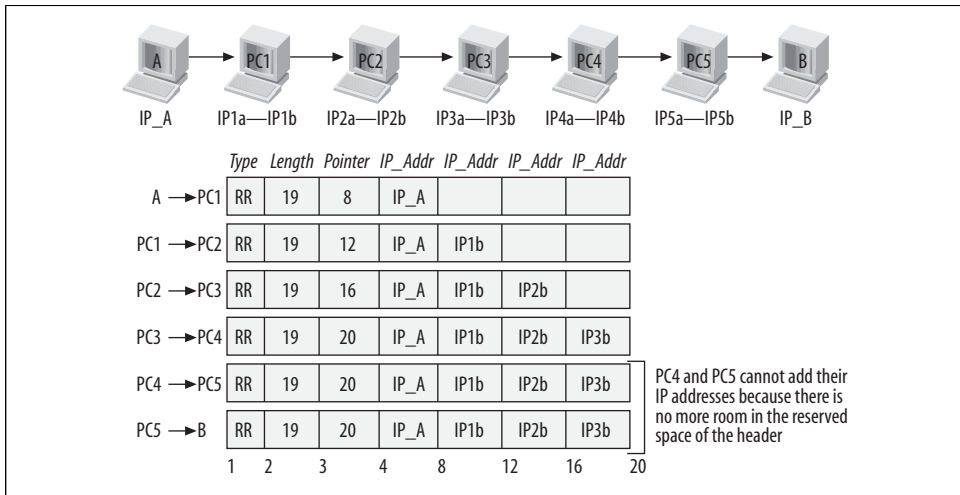 A PC1 PC2 PC3 PC4 PC5 B
IP_A IP1a—IP1b IP2a—IP2b IP3a—IP3b IP4a—IP4b IP5a—IP5b IP_B
Type Length Pointer IP_Addr IP_Addr IP_Addr IP_Addr
A → PC1 RR 19 8 IP_A
PC1 → PC2 RR 19 12 IP_A IP1b
PC2 → PC3 RR 19 16 IP_A IP1b IP2b
PC3 → PC4 RR 19 20 IP_A IP1b IP2b IP3b
PC4 → PC5 RR 19 20 IP_A IP1b IP2b IP3b
PC5 → B RR 19 20 IP_A IP1b IP2b IP3b
PC4 and PC5 cannot add their
IP addresses because there is
no more room in the reserved
space of the header
1 2 3 4 8 12 16 20